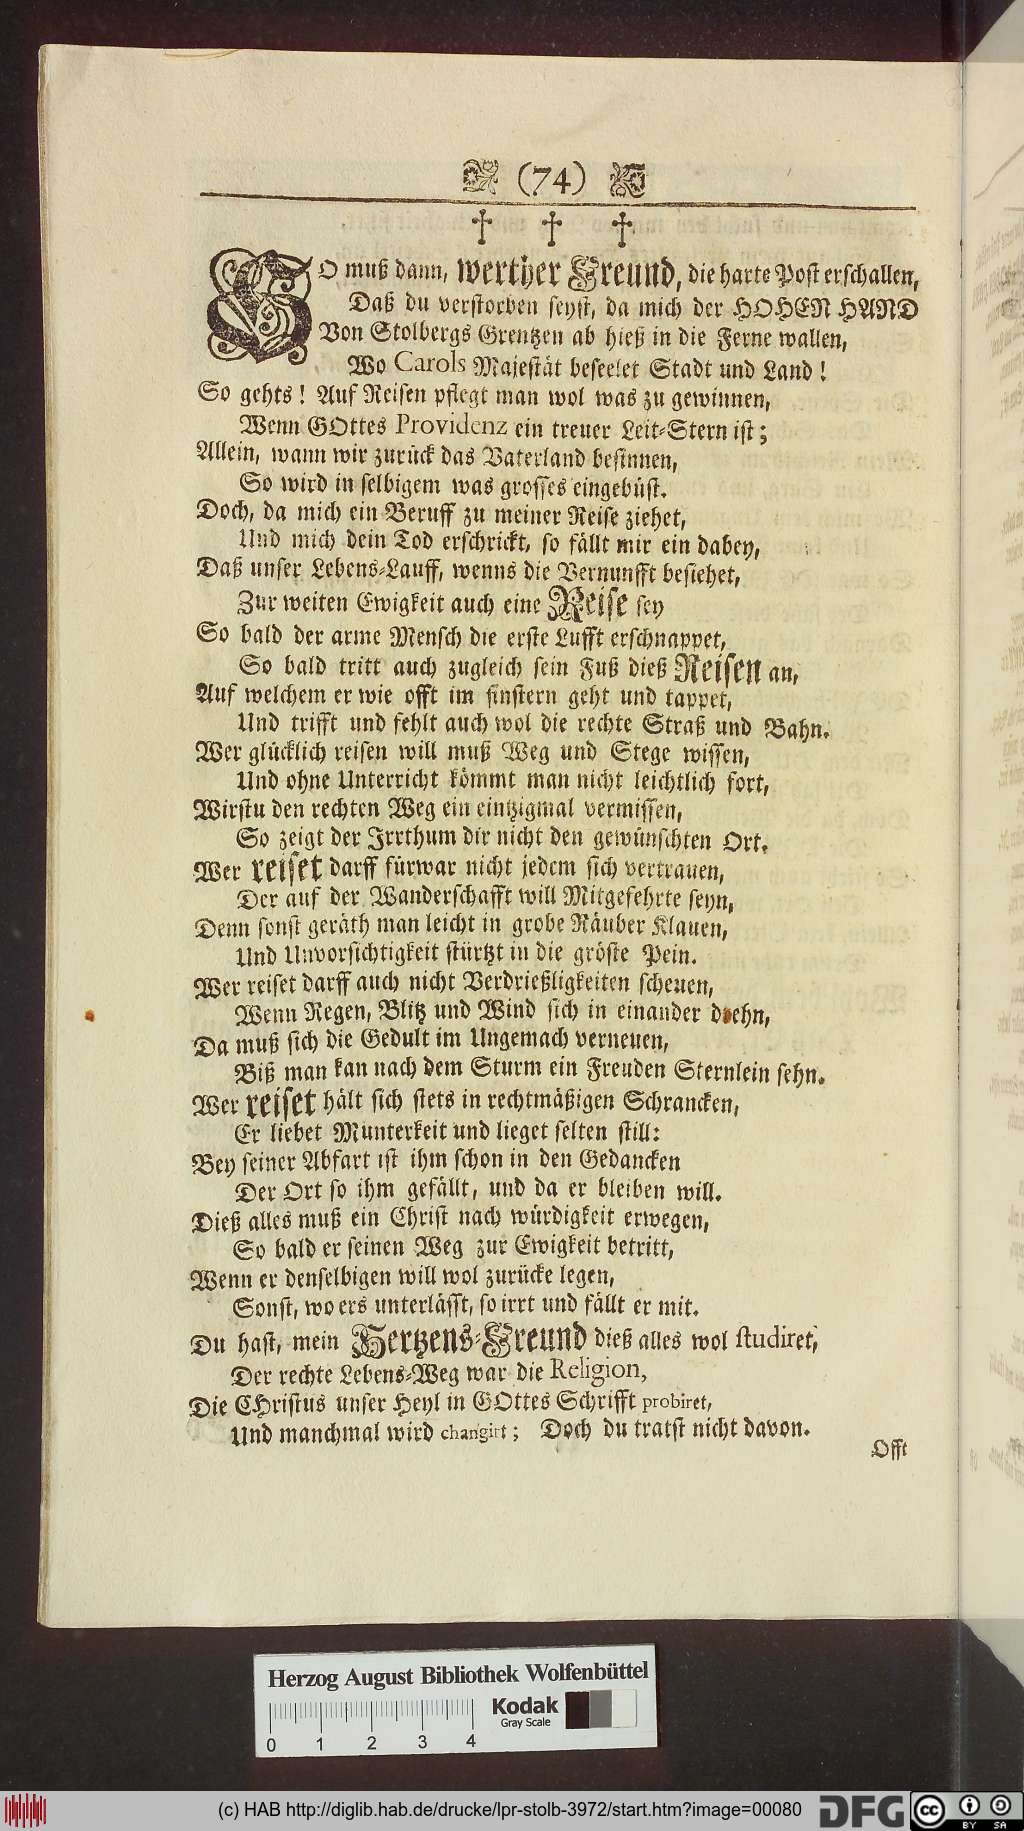 (74)
SO muß dann, werther Freund, die harte Post erschallen,
Daß du verstorben seyst, da mich der HOHEN HAND
Von Stolbergs Grentzen ab hieß in die Ferne wallen,
Wo Carols Majestät beseelet Stadt und Land!
So gehts! Auf Reisen pflegt man wol was zu gewinnen,
Wenn GOttes Providenz ein treuer Leit-Stern ist;
Allein, wann wir zurück das Vaterland besinnen,
So wird in selbigem was grosses eingebüst.
Doch, da mich ein Beruff zu meiner Reise ziehet,
Und mich dein Tod erschrickt, so fällt mir ein dabey,
Daß unser Lebens-Lauff, wenns die Vernunfft besiehet,
Zur weiten Ewigkeit auch eine Reise sey
So bald der arme Mensch die erste Lufft erschnappet,
So bald tritt auch zugleich sein Fuß dieß Reisen an,
Auf welchem er wie offt im finstern geht und tappet,
Und trifft und fehlt auch wol die rechte Straß und Bahn.
Wer glücklich reisen will muß Weg und Stege wissen,
Und ohne Unterricht kömmt man nicht leichtlich fort,
Wirstu den rechten Weg ein eintzigmal vermissen,
So zeigt der Irrthum dir nicht den gewünschten Ort.
Wer reiset darff fürwar nicht jedem sich vertrauen,
Der auf der Wanderschafft will Mitgefehrte seyn,
Denn sonst geräth man leicht in grobe Räuber Klauen,
Und Unvorsichtigkeit stürtzt in die gröste Pein.
Wer reiset darff auch nicht Verdrießligkeiten scheuen,
Wenn Regen, Blitz und Wind sich in einander drehn,
Da muß sich die Gedult im Ungemach verneuen,
Biß man kan nach dem Sturm ein Freuden Sternlein sehn.
Wer reiset hält sich stets in rechtmäßigen Schrancken,
Er liebet Munterkeit und lieget selten still:
Bey seiner Abfart ist ihm schon in den Gedancken
Der Ort so ihm gefällt, und da er bleiben will.
Dieß alles muß ein Christ nach würdigkeit erwegen,
So bald er seinen Weg zur Ewigkeit betritt,
Wenn er denselbigen will wol zurücke legen,
Sonst, wo ers unterlässt, so irrt und fällt er mit.
Du hast, mein Hertzens-Freund dieß alles wol studiret,
Der rechte Lebens-Weg war die Religion,
Die CHristus unser Heyl in GOttes Schrifft probiret,
Und manchmal wird changirt; Doch du tratst nicht davon.
Offt
Herzog August Bibliothek Wolfenbüttel
Kodak
Gray Scale
0 1 2 3 4
(c) HAB http://diglib.hab.de/drucke/lpr-stolb-3972/start.htm?image=00080
DFG
cc BY SA